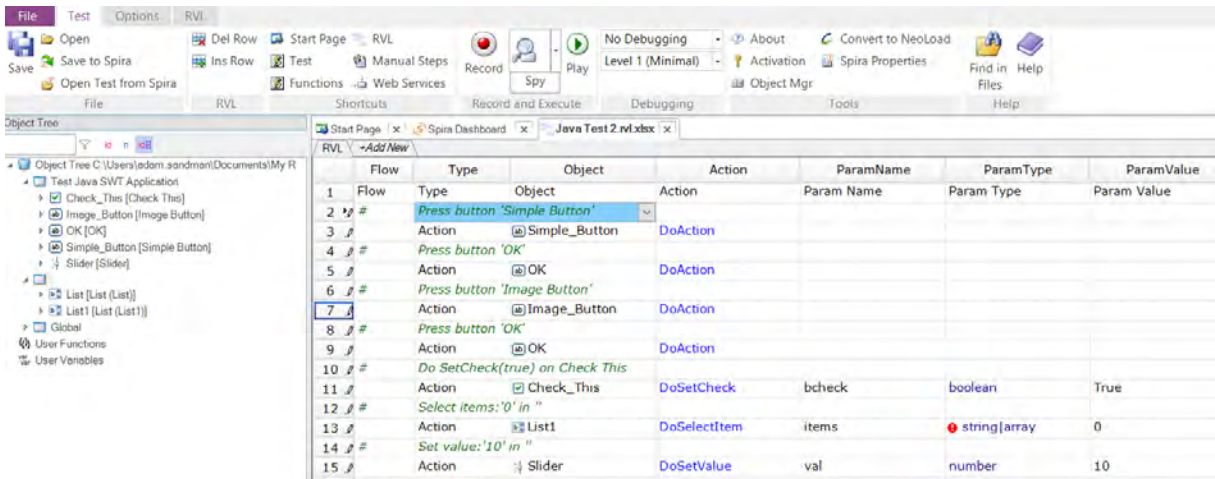 File Test Options RVL
Open Del Row Start Page RVL No Debugging About Convert to NeoLoad
Save Save to Spira Ins Row Test Manual Steps Record Spy Play Level 1 (Minimal) Activation Spira Properties Find in Files Help
Open Test from Spira Functions Web Services Object Mgr
File RVL Shortcuts Record and Execute Debugging Tools Help
Object Tree
Start Page x Spira Dashboard x Java Test 2.rvl.xlsx x
RVL +Add New
Object Tree C:\Users\adam.sandman\Documents\My R
Test Java SWT Application
Check_This [Check This]
Image_Button [Image Button]
OK [OK]
Simple_Button [Simple Button]
Slider [Slider]
List [List (List)]
List1 [List (List1)]
Global
User Functions
User Variables
Flow Type Object Action ParamName ParamType ParamValue
1 Flow Type Object Action Param Name Param Type Param Value
2 # Press button 'Simple Button'
3 Action Simple_Button DoAction
4 # Press button 'OK'
5 Action OK DoAction
6 # Press button 'Image Button'
7 Action Image_Button DoAction
8 # Press button 'OK'
9 Action OK DoAction
10 # Do SetCheck(true) on Check This
11 Action Check_This DoSetCheck bcheck boolean True
12 # Select items:'0' in ''
13 Action List1 DoSelectItem items string|array 0
14 # Set value:'10' in ''
15 Action Slider DoSetValue val number 10